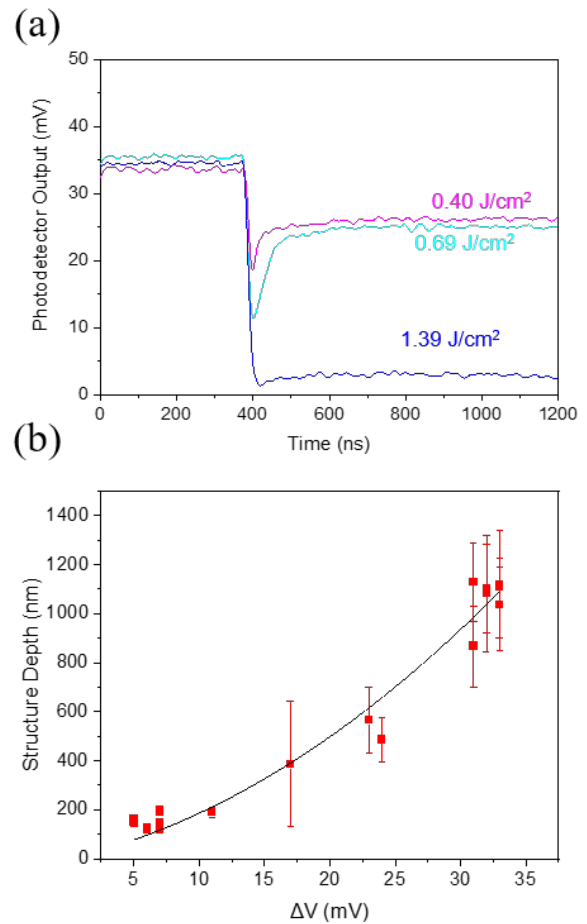 (a)
50
40
30
20
10
0
Photodetector Output (mV)
0.40 J/cm²
0.69 J/cm²
1.39 J/cm²
0 200 400 600 800 1000 1200
Time (ns)
(b)
1400
1200
1000
800
600
400
200
0
Structure Depth (nm)
5 10 15 20 25 30 35
ΔV (mV)